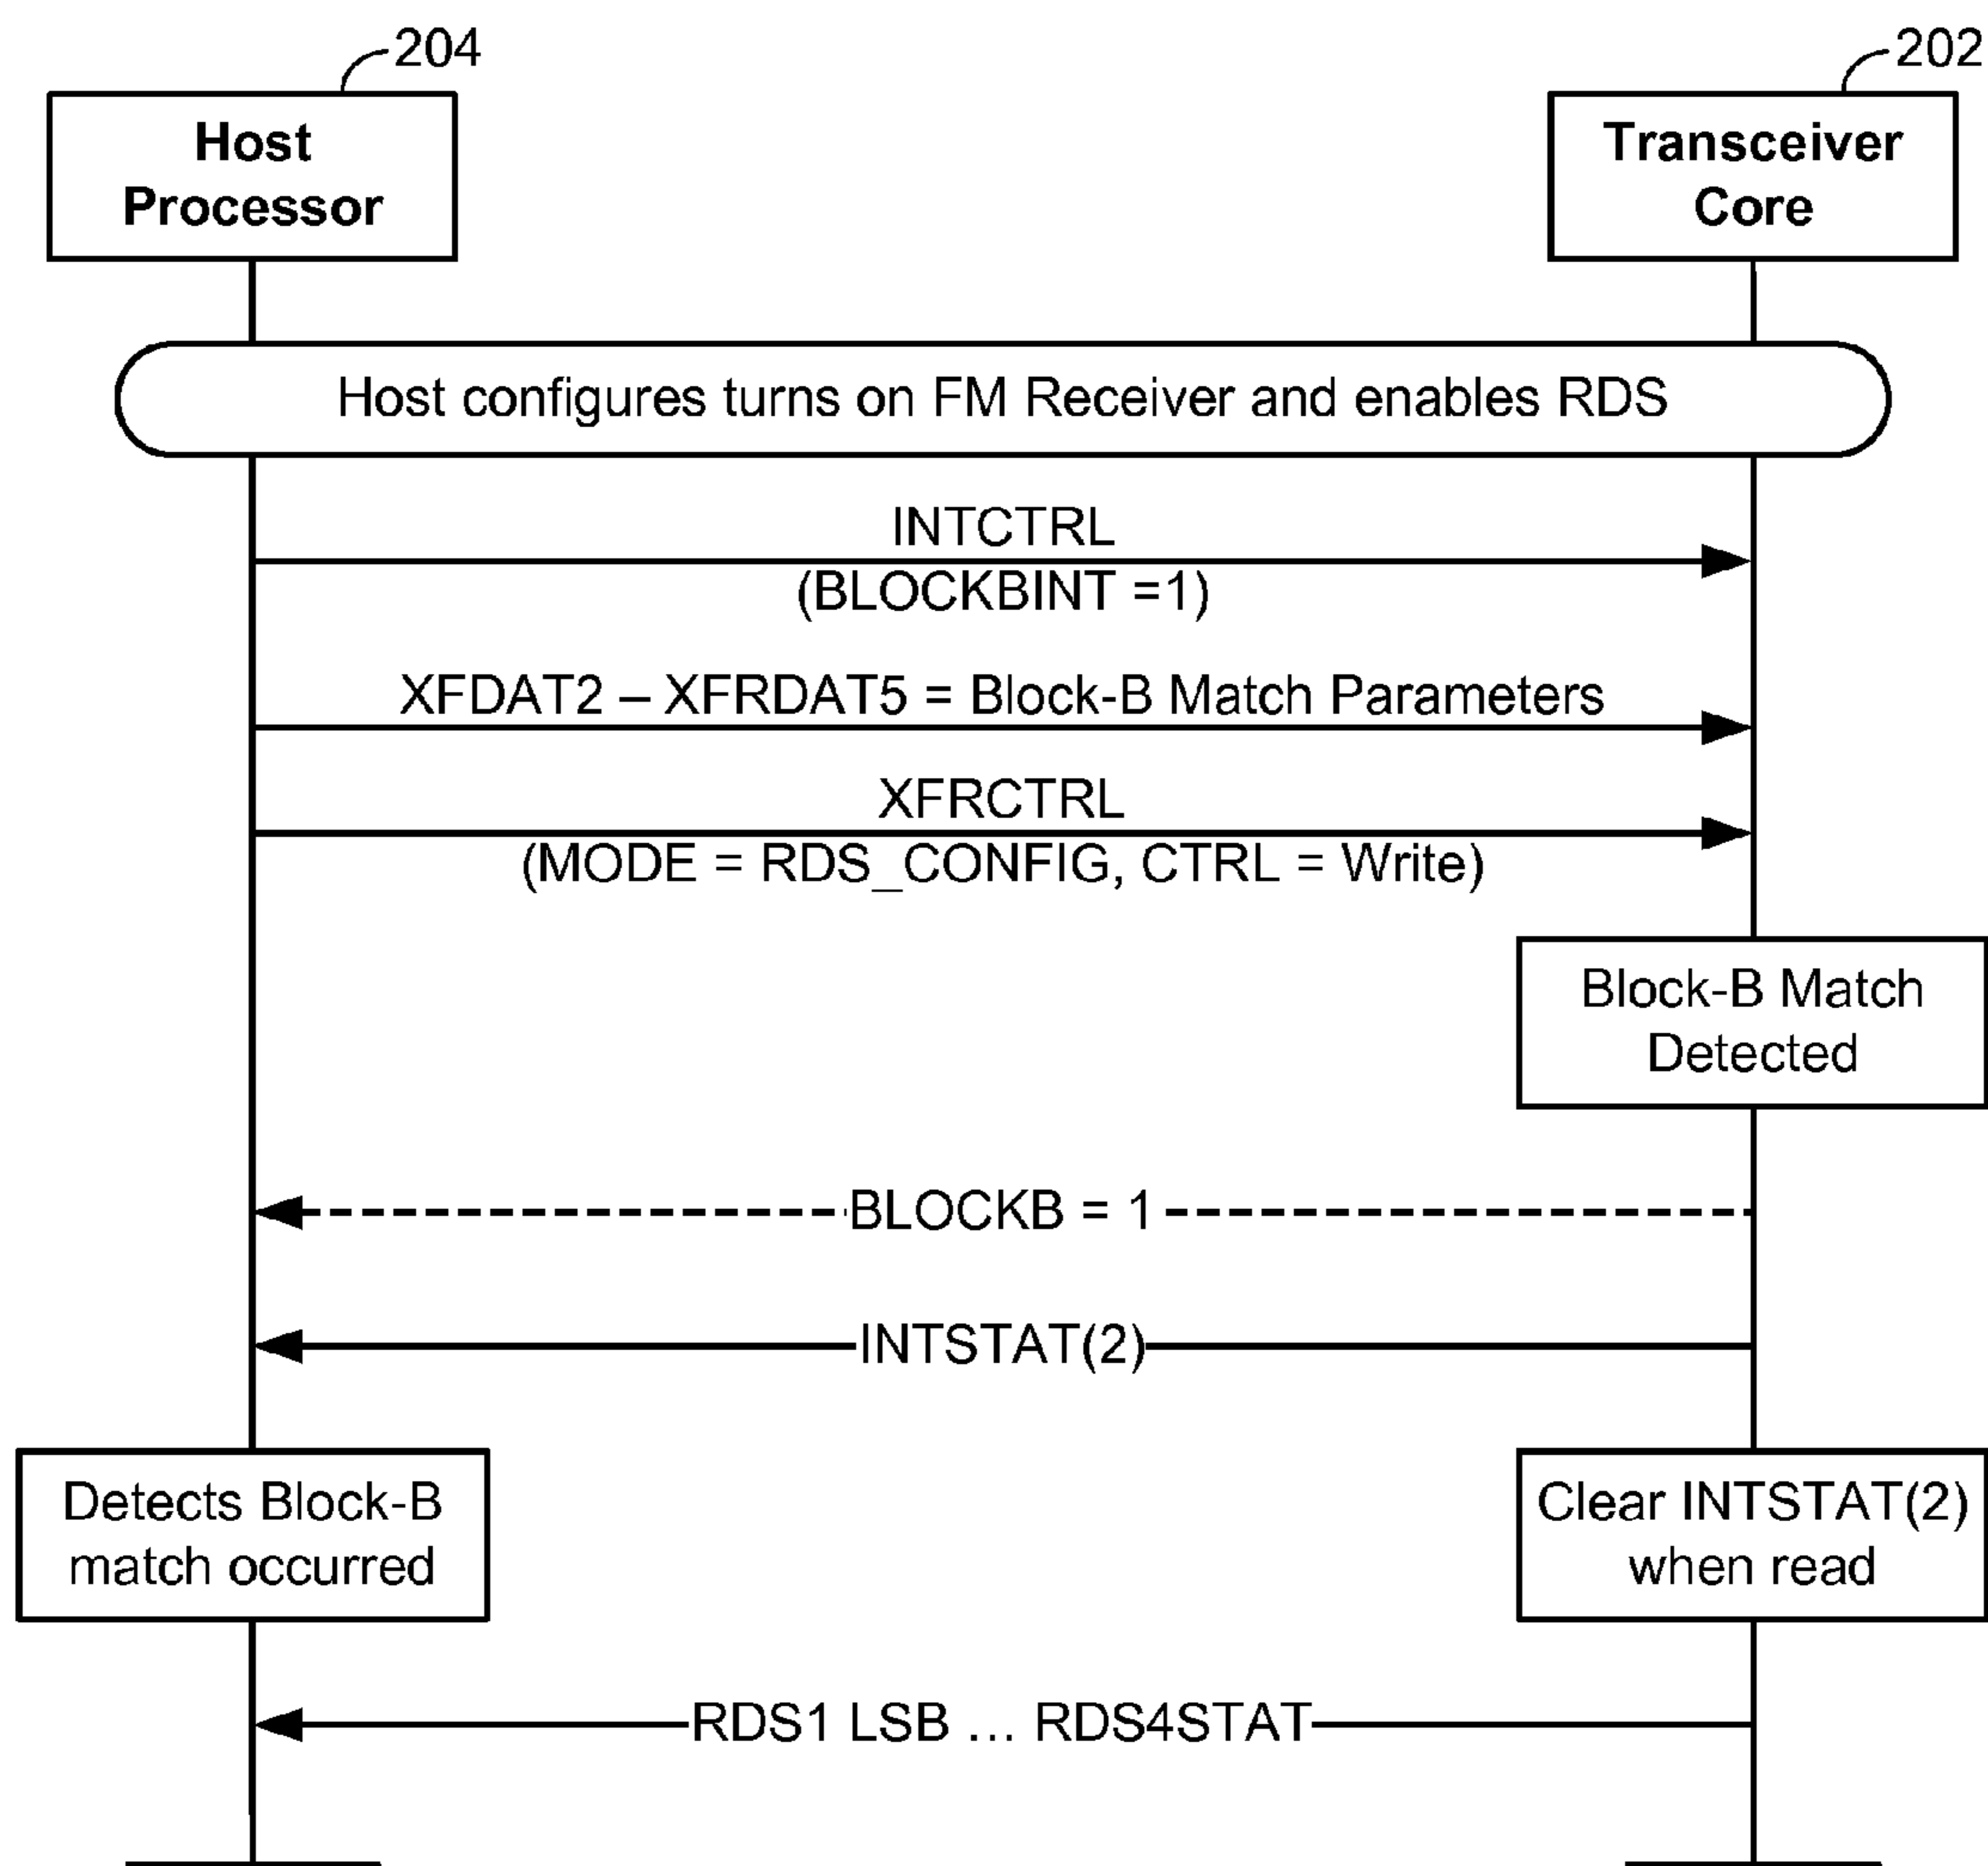 204
202
Host
Processor
Transceiver
Core
Host configures turns on FM Receiver and enables RDS
INTCTRL
(BLOCKBINT =1)
XFDAT2 – XFRDAT5 = Block-B Match Parameters
XFRCTRL
(MODE = RDS_CONFIG, CTRL = Write)
Block-B Match
Detected
BLOCKB = 1
INTSTAT(2)
Detects Block-B
match occurred
Clear INTSTAT(2)
when read
RDS1 LSB ... RDS4STAT